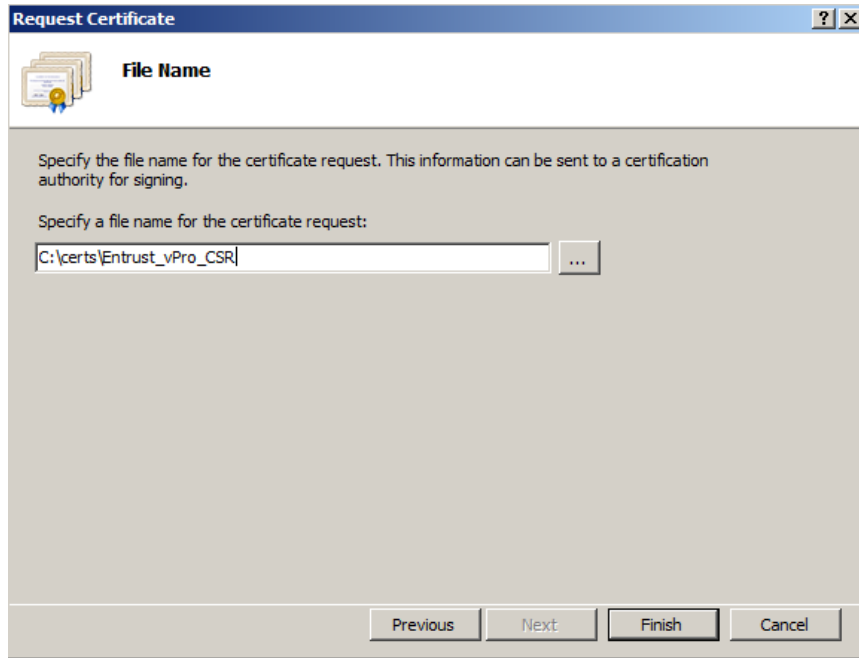 Request Certificate
File Name
Specify the file name for the certificate request. This information can be sent to a certification
authority for signing.
Specify a file name for the certificate request:
C:\certs\Entrust_vPro_CSR
...
Previous Next Finish Cancel